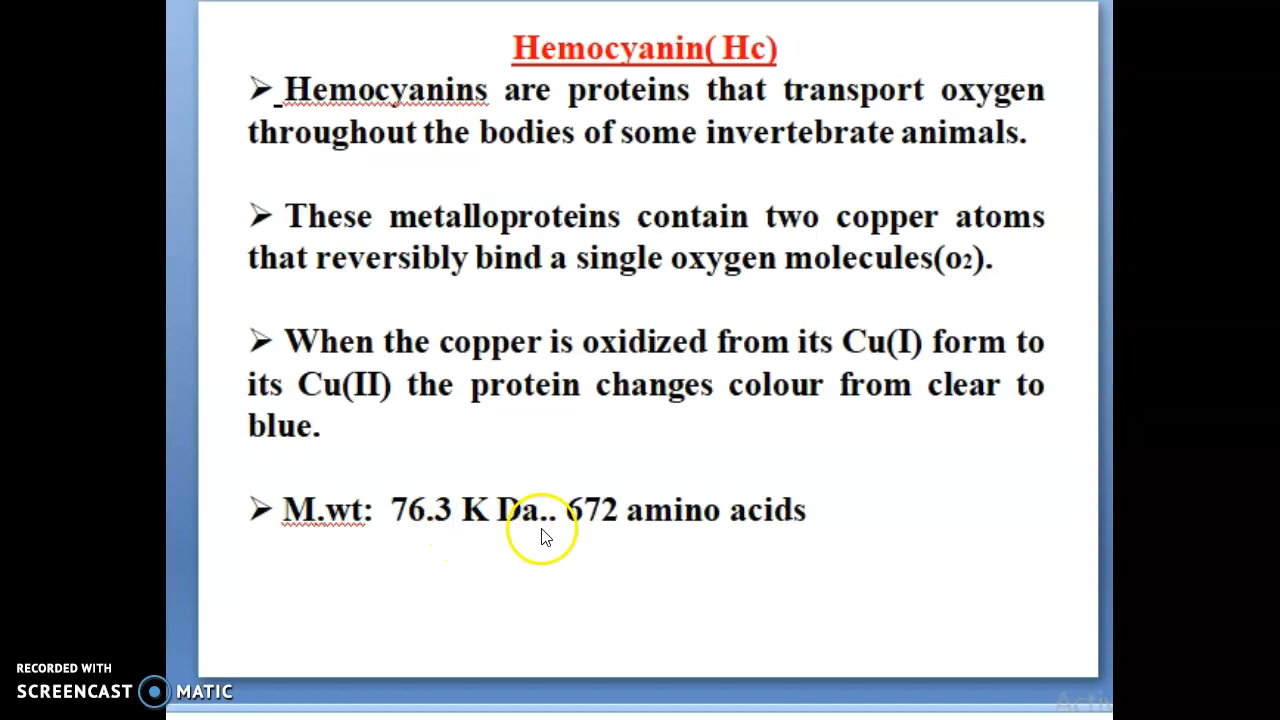 Hemocyanin( Hc)
➢ Hemocyanins are proteins that transport oxygen
throughout the bodies of some invertebrate animals.
➢ These metalloproteins contain two copper atoms
that reversibly bind a single oxygen molecules(o2).
➢ When the copper is oxidized from its Cu(I) form to
its Cu(II) the protein changes colour from clear to
blue.
➢ M.wt: 76.3 K Da.. 672 amino acids
RECORDED WITH
SCREENCAST MATIC